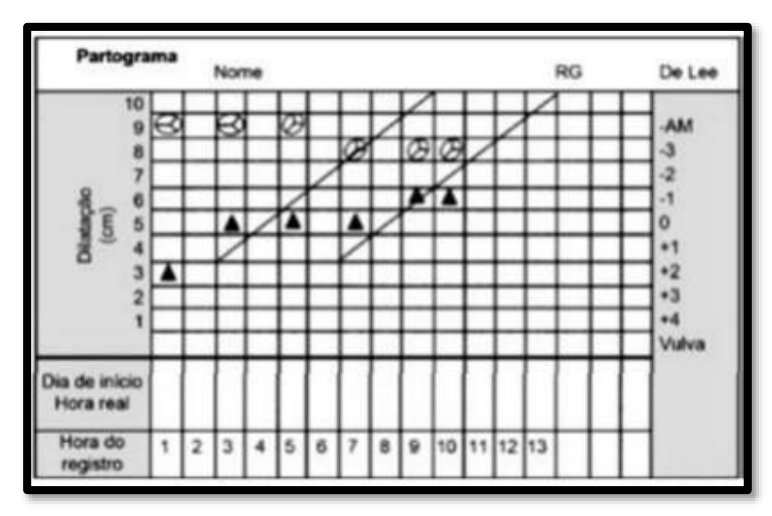 Partograma
Nome RG De Lee
10
9 -AM
8 -3
7 -2
6 -1
5 0
4 +1
3 +2
2 +3
1 +4
Vulva
Dilatação
(cm)
Dia de início
Hora real
Hora do
registro
1 2 3 4 5 6 7 8 9 10 11 12 13